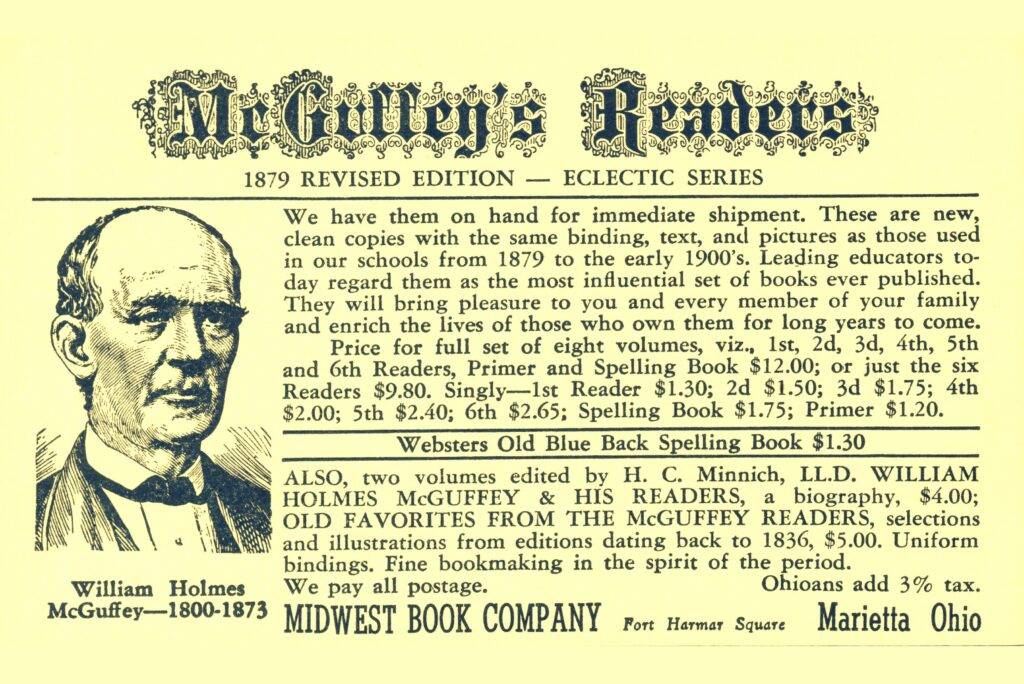 McGuffey's Readers
1879 REVISED EDITION — ECLECTIC SERIES
We have them on hand for immediate shipment. These are new,
clean copies with the same binding, text, and pictures as those used
in our schools from 1879 to the early 1900's. Leading educators to-
day regard them as the most influential set of books ever published.
They will bring pleasure to you and every member of your family
and enrich the lives of those who own them for long years to come.
Price for full set of eight volumes, viz., 1st, 2d, 3d, 4th, 5th
and 6th Readers, Primer and Spelling Book $12.00; or just the six
Readers $9.80. Singly—1st Reader $1.30; 2d $1.50; 3d $1.75; 4th
$2.00; 5th $2.40; 6th $2.65; Spelling Book $1.75; Primer $1.20.
Websters Old Blue Back Spelling Book $1.30
ALSO, two volumes edited by H. C. Minnich, LL.D. WILLIAM
HOLMES McGUFFEY & HIS READERS, a biography, $4.00;
OLD FAVORITES FROM THE McGUFFEY READERS, selections
and illustrations from editions dating back to 1836, $5.00. Uniform
bindings. Fine bookmaking in the spirit of the period.
We pay all postage. Ohioans add 3% tax.
William Holmes
McGuffey—1800-1873
MIDWEST BOOK COMPANY Fort Harmar Square Marietta Ohio